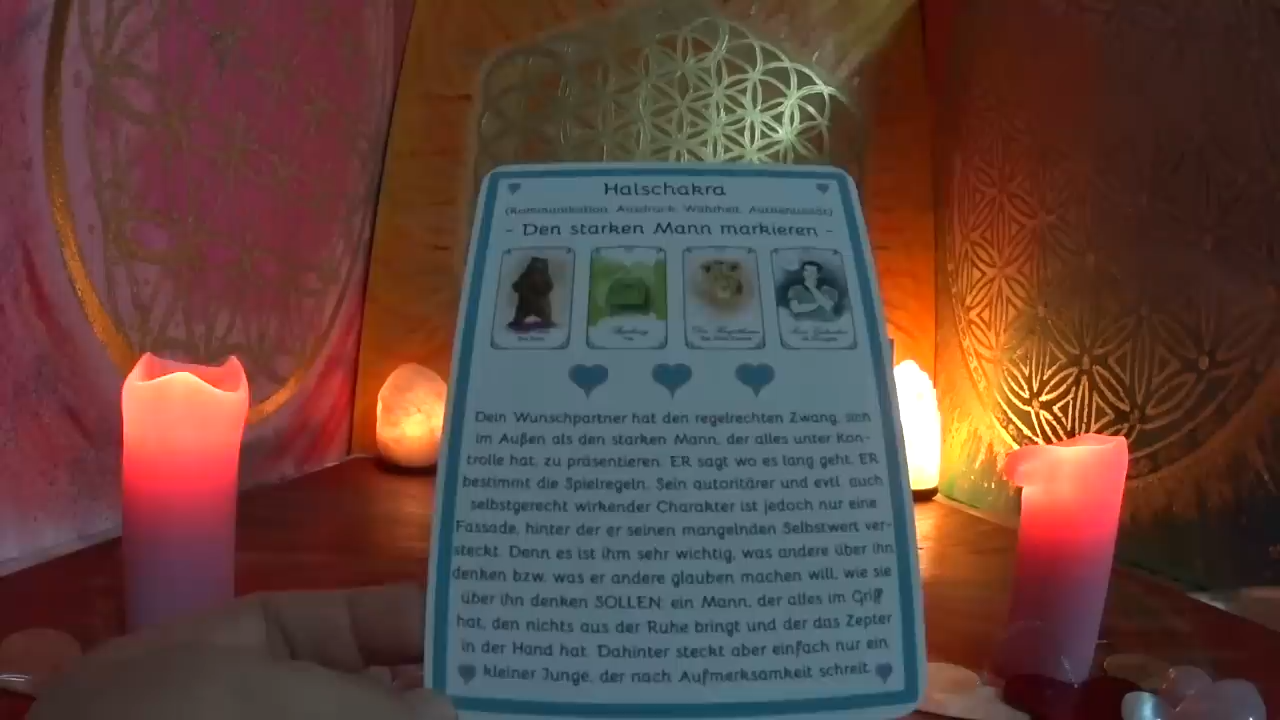 Halschakra
(Kommunikation, Ausdruck, Wahrheit, Authentizität)
- Den starken Mann markieren -
Dein Wunschpartner hat den regelrechten Zwang, sich
im Außen als den starken Mann, der alles unter Kon-
trolle hat, zu präsentieren. ER sagt wo es lang geht, ER
bestimmt die Spielregeln. Sein autoritärer und evtl. auch
selbstgerecht wirkender Charakter ist jedoch nur eine
Fassade, hinter der er seinen mangelnden Selbstwert ver-
steckt. Denn es ist ihm sehr wichtig, was andere über ihn
denken bzw. was er andere glauben machen will, wie sie
über ihn denken SOLLEN: ein Mann, der alles im Griff
hat, den nichts aus der Ruhe bringt und der das Zepter
in der Hand hat. Dahinter steckt aber einfach nur ein
kleiner Junge, der nach Aufmerksamkeit schreit.